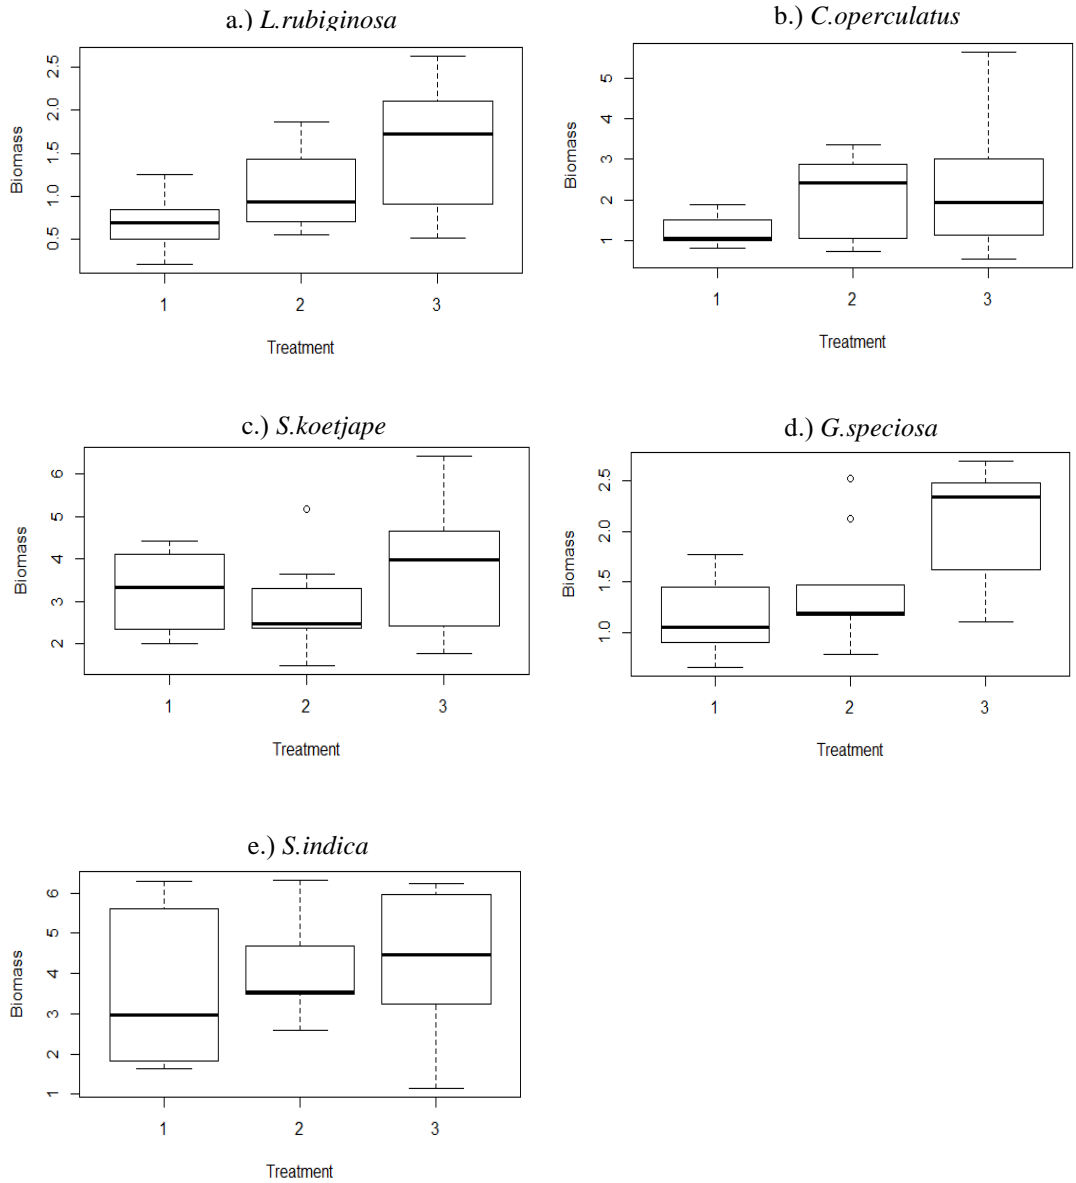 a.) L.rubiginosa
Biomass
2.5
2.0
1.5
1.0
0.5
1 2 3
Treatment
b.) C.operculatus
Biomass
5
4
3
2
1
1 2 3
Treatment
c.) S.koetjape
Biomass
6
5
4
3
2
1 2 3
Treatment
d.) G.speciosa
Biomass
2.5
2.0
1.5
1.0
1 2 3
Treatment
e.) S.indica
Biomass
6
5
4
3
2
1
1 2 3
Treatment